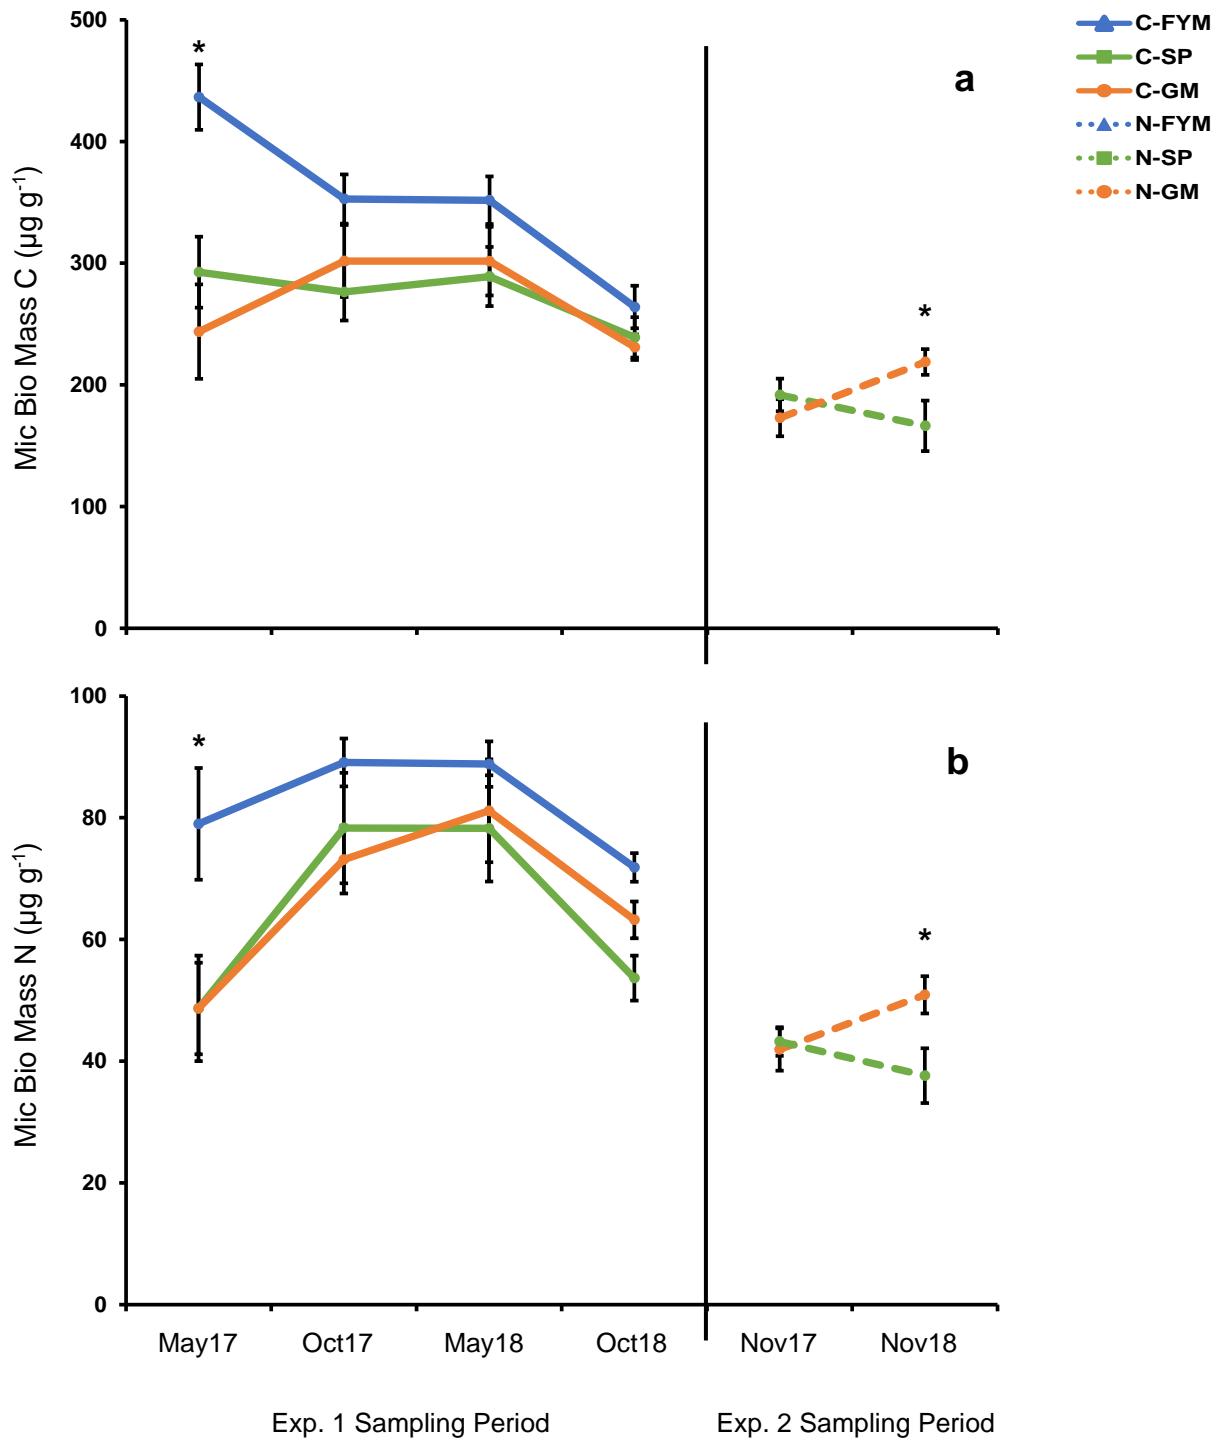 C-FYM
C-SP
C-GM
N-FYM
N-SP
N-GM
a
*
*
Mic Bio Mass C (µg g⁻¹)
500
400
300
200
100
0
b
*
*
Mic Bio Mass N (µg g⁻¹)
100
80
60
40
20
0
May17 Oct17 May18 Oct18 Nov17 Nov18
Exp. 1 Sampling Period Exp. 2 Sampling Period